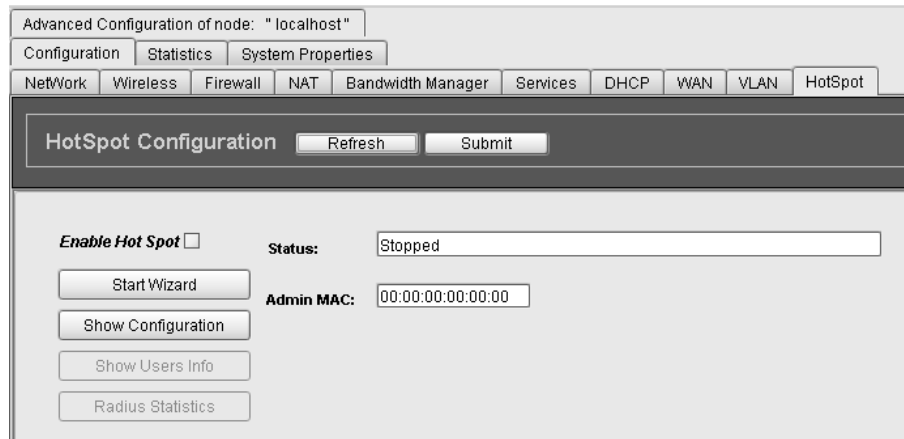 Advanced Configuration of node: "localhost"
Configuration Statistics System Properties
NetWork Wireless Firewall NAT Bandwidth Manager Services DHCP WAN VLAN HotSpot
HotSpot Configuration Refresh Submit
Enable Hot Spot Status: Stopped
Start Wizard
Admin MAC: 00:00:00:00:00:00
Show Configuration
Show Users Info
Radius Statistics